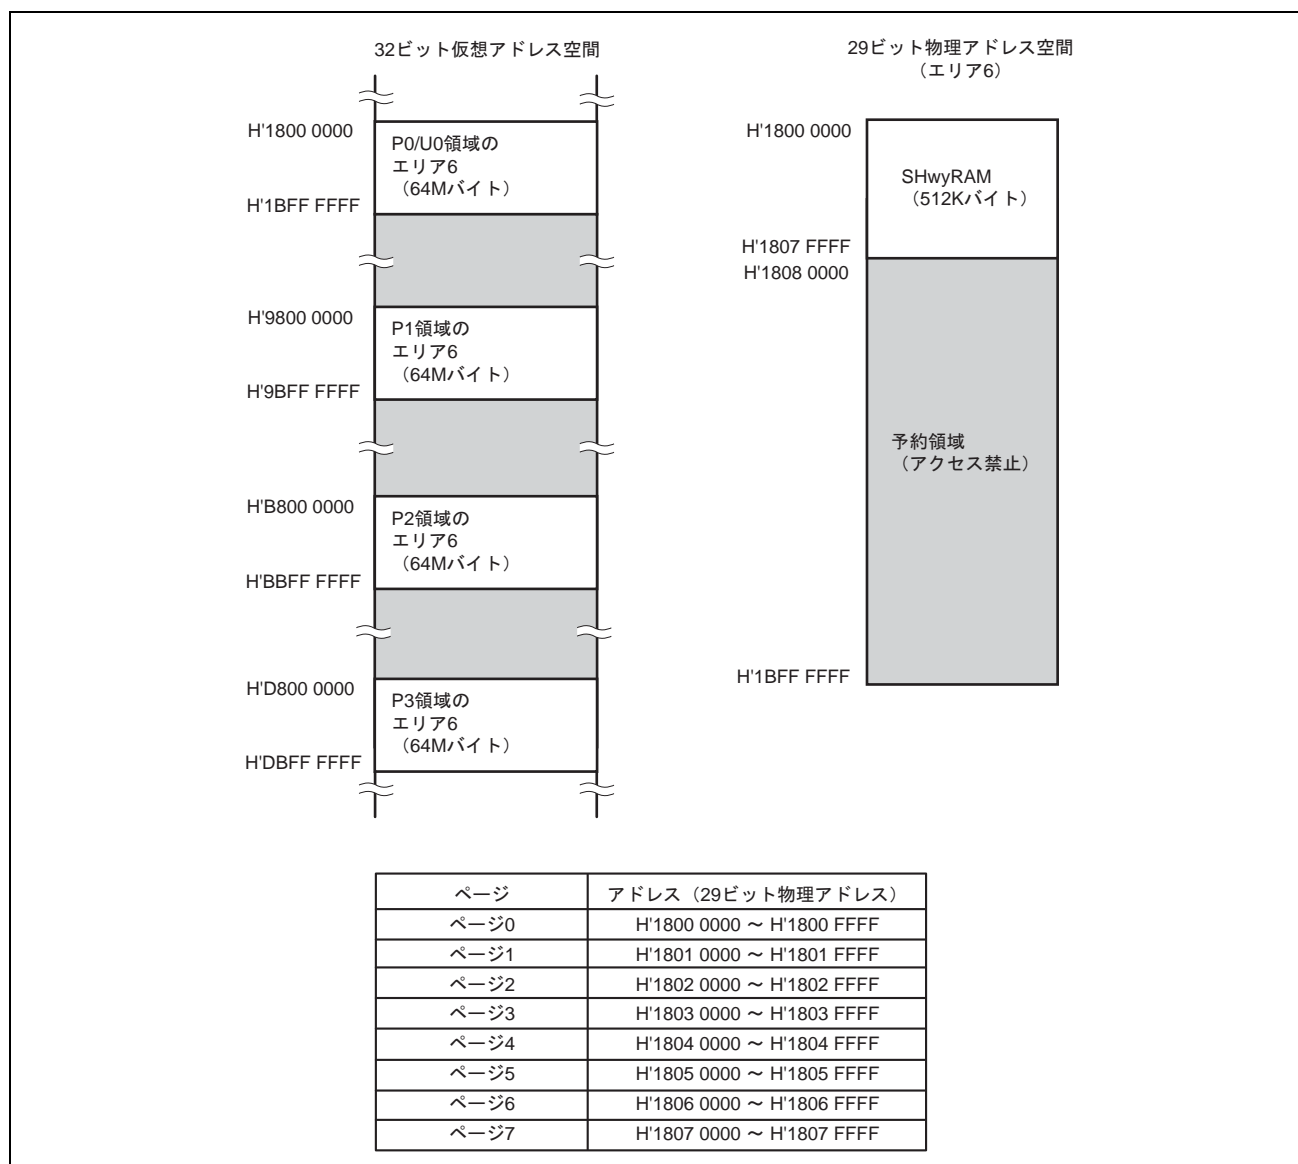 32ビット仮想アドレス空間
H'1800 0000
P0/U0領域の
エリア6
（64Mバイト）
H'1BFF FFFF
H'9800 0000
P1領域の
エリア6
（64Mバイト）
H'9BFF FFFF
H'B800 0000
P2領域の
エリア6
（64Mバイト）
H'BBFF FFFF
H'D800 0000
P3領域の
エリア6
（64Mバイト）
H'DBFF FFFF
29ビット物理アドレス空間
（エリア6）
H'1800 0000
SHwyRAM
（512Kバイト）
H'1807 FFFF
H'1808 0000
予約領域
（アクセス禁止）
H'1BFF FFFF
ページ アドレス（29ビット物理アドレス）
ページ0 H'1800 0000 ～ H'1800 FFFF
ページ1 H'1801 0000 ～ H'1801 FFFF
ページ2 H'1802 0000 ～ H'1802 FFFF
ページ3 H'1803 0000 ～ H'1803 FFFF
ページ4 H'1804 0000 ～ H'1804 FFFF
ページ5 H'1805 0000 ～ H'1805 FFFF
ページ6 H'1806 0000 ～ H'1806 FFFF
ページ7 H'1807 0000 ～ H'1807 FFFF